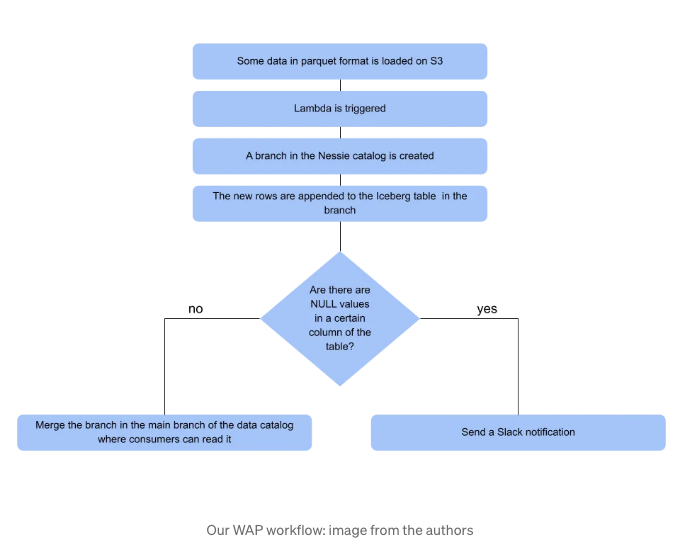 Some data in parquet format is loaded on S3
Lambda is triggered
A branch in the Nessie catalog is created
The new rows are appended to the Iceberg table in the
branch
Are there are
NULL values
in a certain
column of the
table?
no
yes
Merge the branch in the main branch of the data catalog
where consumers can read it
Send a Slack notification
Our WAP workflow: image from the authors